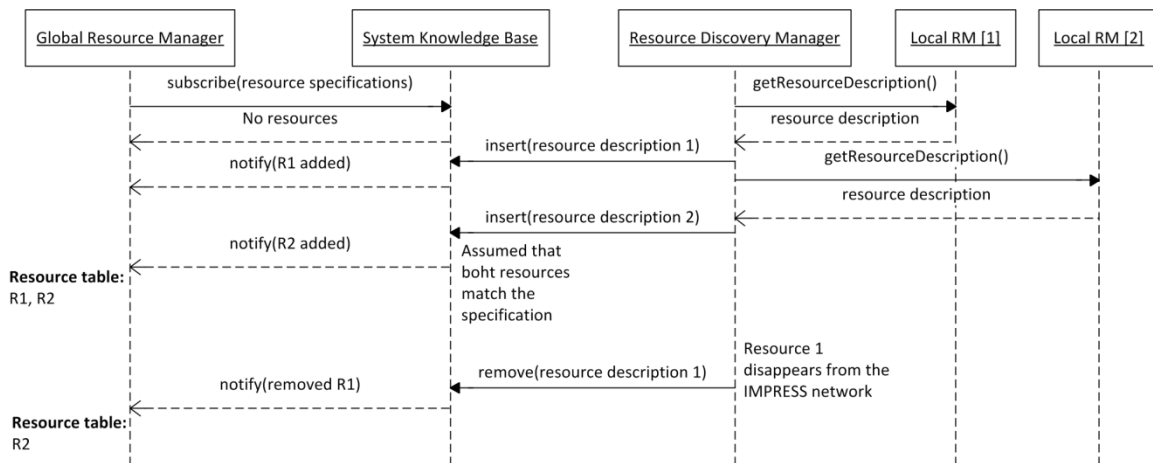 Global Resource Manager
System Knowledge Base
Resource Discovery Manager
Local RM [1]
Local RM [2]
subscribe(resource specifications)
getResourceDescription()
No resources
resource description
insert(resource description 1)
notify(R1 added)
getResourceDescription()
resource description
insert(resource description 2)
notify(R2 added)
Assumed that
boht resources
match the
specification
Resource table:
R1, R2
Resource 1
disappears from the
IMPRESS network
remove(resource description 1)
notify(removed R1)
Resource table:
R2